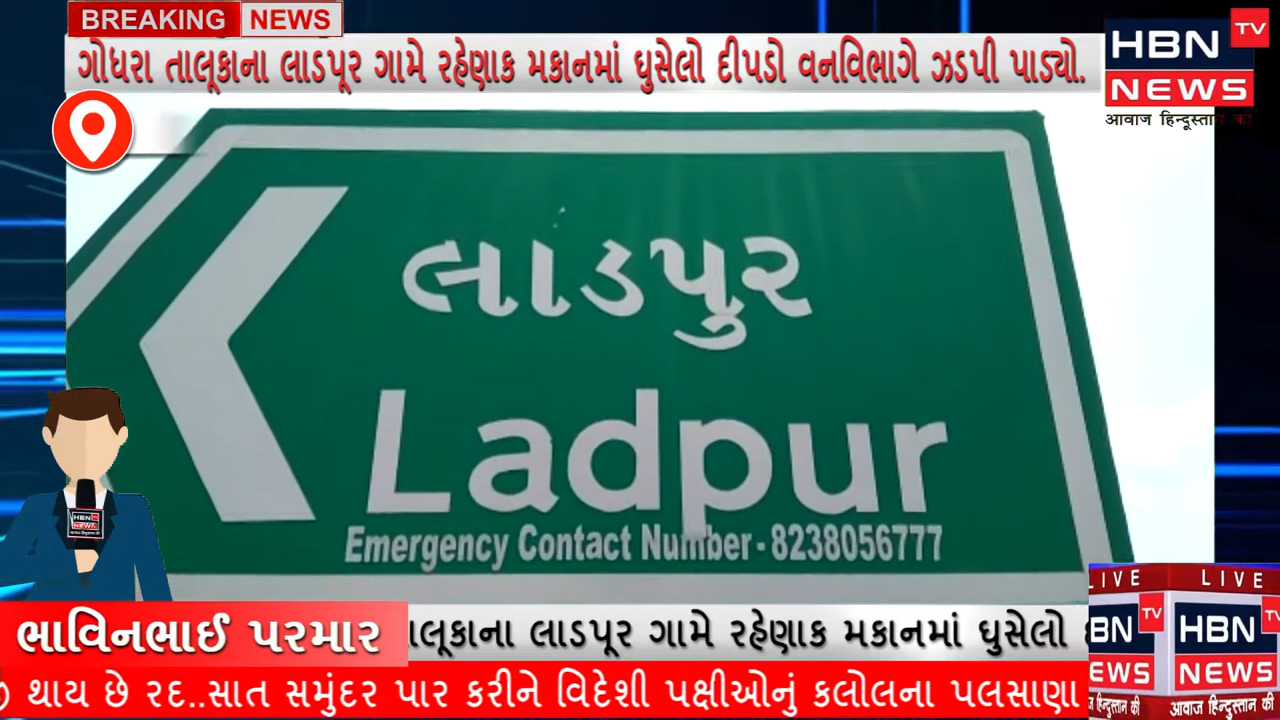 BREAKING NEWS
ગોધરા તાલૂકાના લાડપૂર ગામે રહેણાક મકાનમાં ઘુસેલો દીપડો વનવિભાગે ઝડપી પાડ્યો.
HBN TV
NEWS
आवाज हिन्दूस्तान की
લાડપુર
Ladpur
Emergency Contact Number - 8238056777
HBN TV
NEWS
ભાવિનભાઈ પરમાર
લાડપૂર ગામે રહેણાક મકાનમાં ઘુસેલો
થાય છે રદ..સાત સમુંદર પાર કરીને વિદેશી પક્ષીઓનું કલોલના પલસાણા
LIVE
LIVE
TV
NEWS
HBN
NEWS
आवाज हिन्दुस्तान की